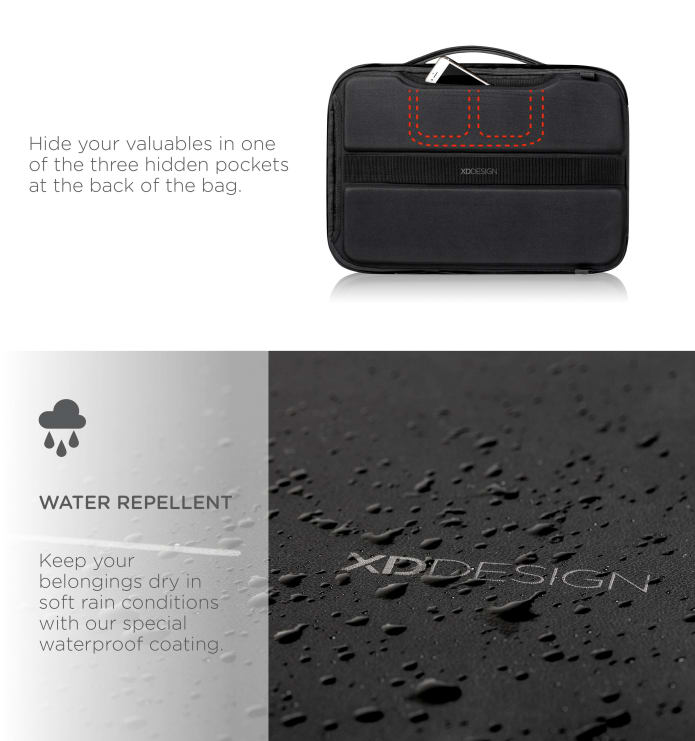 Hide your valuables in one
of the three hidden pockets
at the back of the bag.
XDDESIGN
WATER REPELLENT
Keep your
belongings dry in
soft rain conditions
with our special
waterproof coating.
XDDESIGN